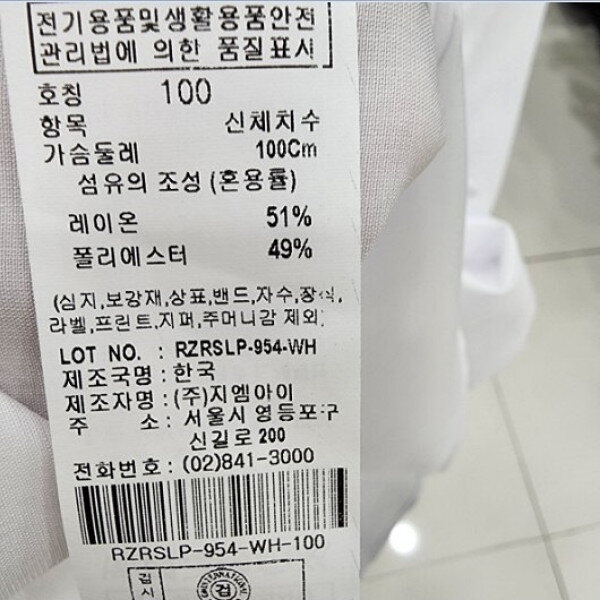 전기용품및생활용품안전
관리법에 의한 품질표시
호칭 100
항목 신체치수
가슴둘레 100Cm
섬유의 조성 (혼용률)
레이온 51%
폴리에스터 49%
(심지,보강재,상표,밴드,자수,장식,
라벨,프린트,지퍼,주머니감 제외)
LOT NO. : RZRSLP-954-WH
제조국명 : 한국
제조자명 : (주)지엠아이
주 소 : 서울시 영등포구
신길로 200
전화번호 : (02)841-3000
RZRSLP-954-WH-100
검
시
검